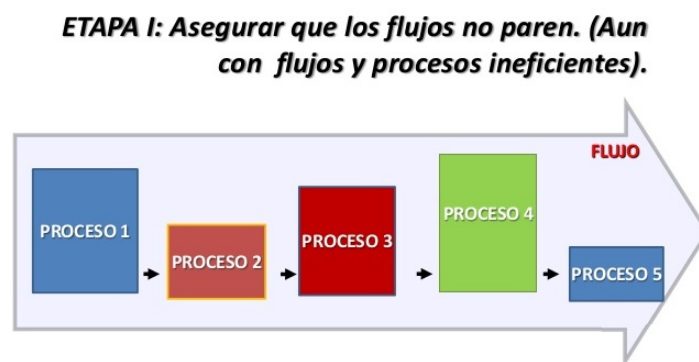 ETAPA I: Asegurar que los flujos no paren. (Aun
con flujos y procesos ineficientes).
FLUJO
PROCESO 1
PROCESO 2
PROCESO 3
PROCESO 4
PROCESO 5